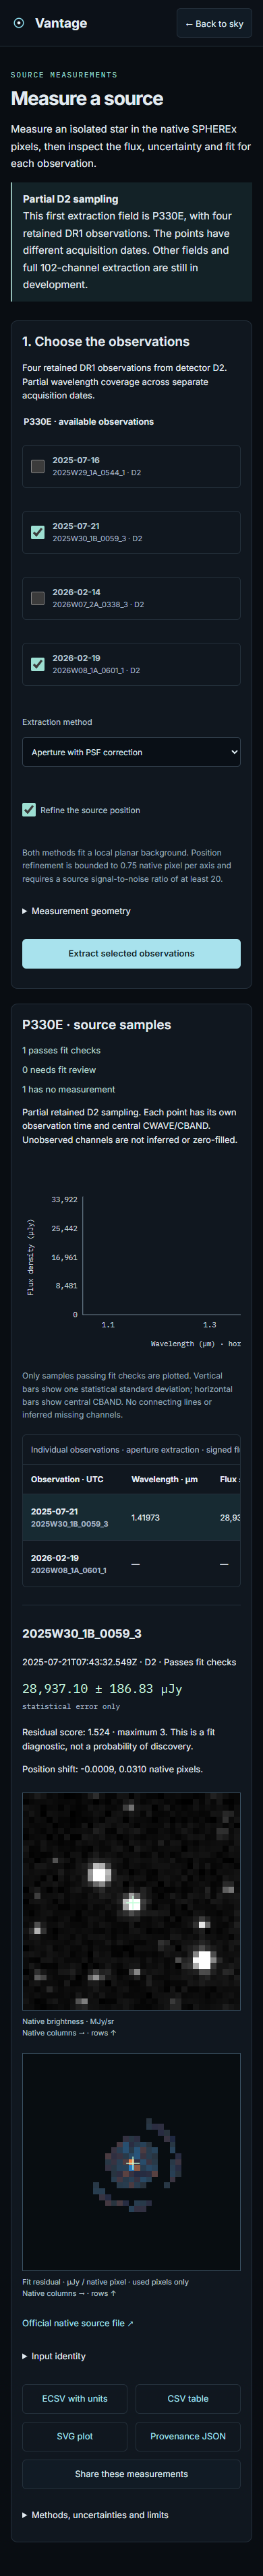 Vantage
← Back to sky
SOURCE MEASUREMENTS
Measure a source
Measure an isolated star in the native SPHEREx
pixels, then inspect the flux, uncertainty and fit for
each observation.
Partial D2 sampling
This first extraction field is P330E, with four
retained DR1 observations. The points have
different acquisition dates. Other fields and
full 102-channel extraction are still in
development.
1. Choose the observations
Four retained DR1 observations from detector D2.
Partial wavelength coverage across separate
acquisition dates.
P330E · available observations
2025-07-16
2025W29_1A_0544_1 · D2
2025-07-21
2025W30_1B_0059_3 · D2
2026-02-14
2026W07_2A_0338_3 · D2
2026-02-19
2026W08_1A_0601_1 · D2
Extraction method
Aperture with PSF correction
Refine the source position
Both methods fit a local planar background. Position
refinement is bounded to 0.75 native pixel per axis and
requires a source signal-to-noise ratio of at least 20.
▶ Measurement geometry
Extract selected observations
P330E · source samples
1 passes fit checks
0 needs fit review
1 has no measurement
Partial retained D2 sampling. Each point has its own
observation time and central CWAVE/CBAND.
Unobserved channels are not inferred or zero-filled.
33,922
25,442
16,961
8,481
0
Flux density (μJy)
1.1 1.3
Wavelength (μm) · hor
Only samples passing fit checks are plotted. Vertical
bars show one statistical standard deviation; horizontal
bars show central CBAND. No connecting lines or
inferred missing channels.
Individual observations · aperture extraction · signed flu
Observation · UTC Wavelength · μm Flux
2025-07-21
2025W30_1B_0059_3 1.41973 28,93
2026-02-19
2026W08_1A_0601_1 — —
2025W30_1B_0059_3
2025-07-21T07:43:32.549Z · D2 · Passes fit checks
28,937.10 ± 186.83 μJy
statistical error only
Residual score: 1.524 · maximum 3. This is a fit
diagnostic, not a probability of discovery.
Position shift: -0.0009, 0.0310 native pixels.
Native brightness · MJy/sr
Native columns → · rows ↑
Fit residual · μJy / native pixel · used pixels only
Native columns → · rows ↑
Official native source file ↗
▶ Input identity
ECSV with units
CSV table
SVG plot
Provenance JSON
Share these measurements
▶ Methods, uncertainties and limits